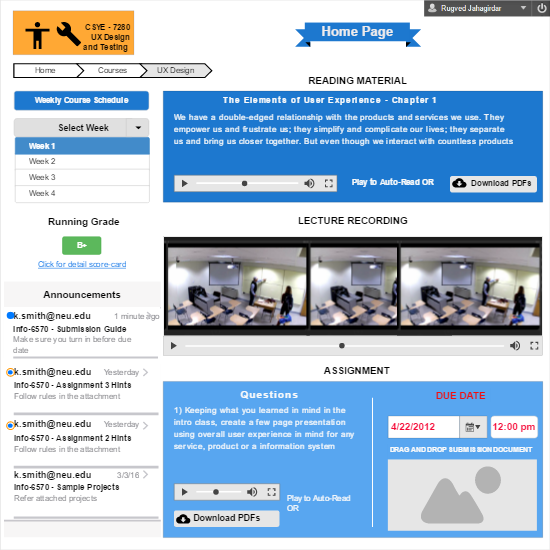 Rugved Jahagirdar
CSYE - 7280
UX Design
and Testing
Home Page
Home
Courses
UX Design
Weekly Course Schedule
Select Week
Week 1
Week 2
Week 3
Week 4
Running Grade
B+
Click for detail score-card
Announcements
k.smith@neu.edu
1 minute ago
Info-6570 - Submission Guide
Make sure you turn in before due
date
k.smith@neu.edu
Yesterday
Info-6570 - Assignment 3 Hints
Follow rules in the attachment
k.smith@neu.edu
Yesterday
Info-6570 - Assignment 2 Hints
Follow rules in the attachment
k.smith@neu.edu
3/3/16
Info-6570 - Sample Projects
Refer attached projects
READING MATERIAL
The Elements of User Experience - Chapter 1
We have a double-edged relationship with the products and services we use. They
empower us and frustrate us; they simplify and complicate our lives; they separate
us and bring us closer together. But even though we interact with countless products
Play to Auto-Read OR
Download PDFs
LECTURE RECORDING
ASSIGNMENT
Questions
1) Keeping what you learned in mind in the
intro class, create a few page presentation
using overall user experience in mind for any
service, product or a information system
Play to Auto-Read
OR
Download PDFs
DUE DATE
4/22/2012
12:00 pm
DRAG AND DROP SUBMISSION DOCUMENT